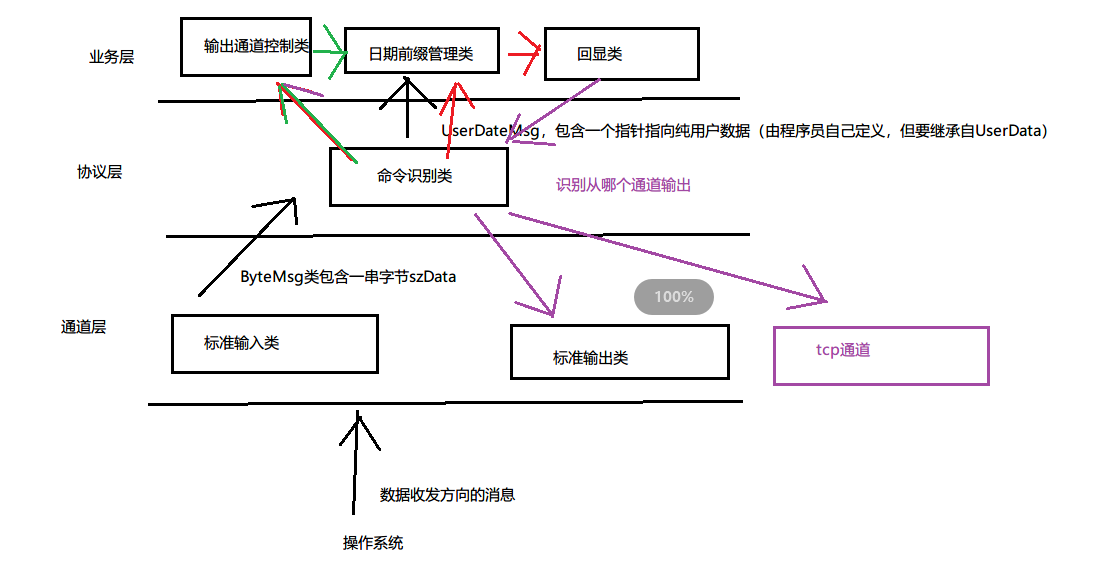 业务层
输出通道控制类
日期前缀管理类
回显类
UserDateMsg，包含一个指针指向纯用户数据（由程序员自己定义，但要继承自UserData）
协议层
命令识别类
识别从哪个通道输出
ByteMsg类包含一串字节szData
100%
通道层
标准输入类
标准输出类
tcp通道
数据收发方向的消息
操作系统